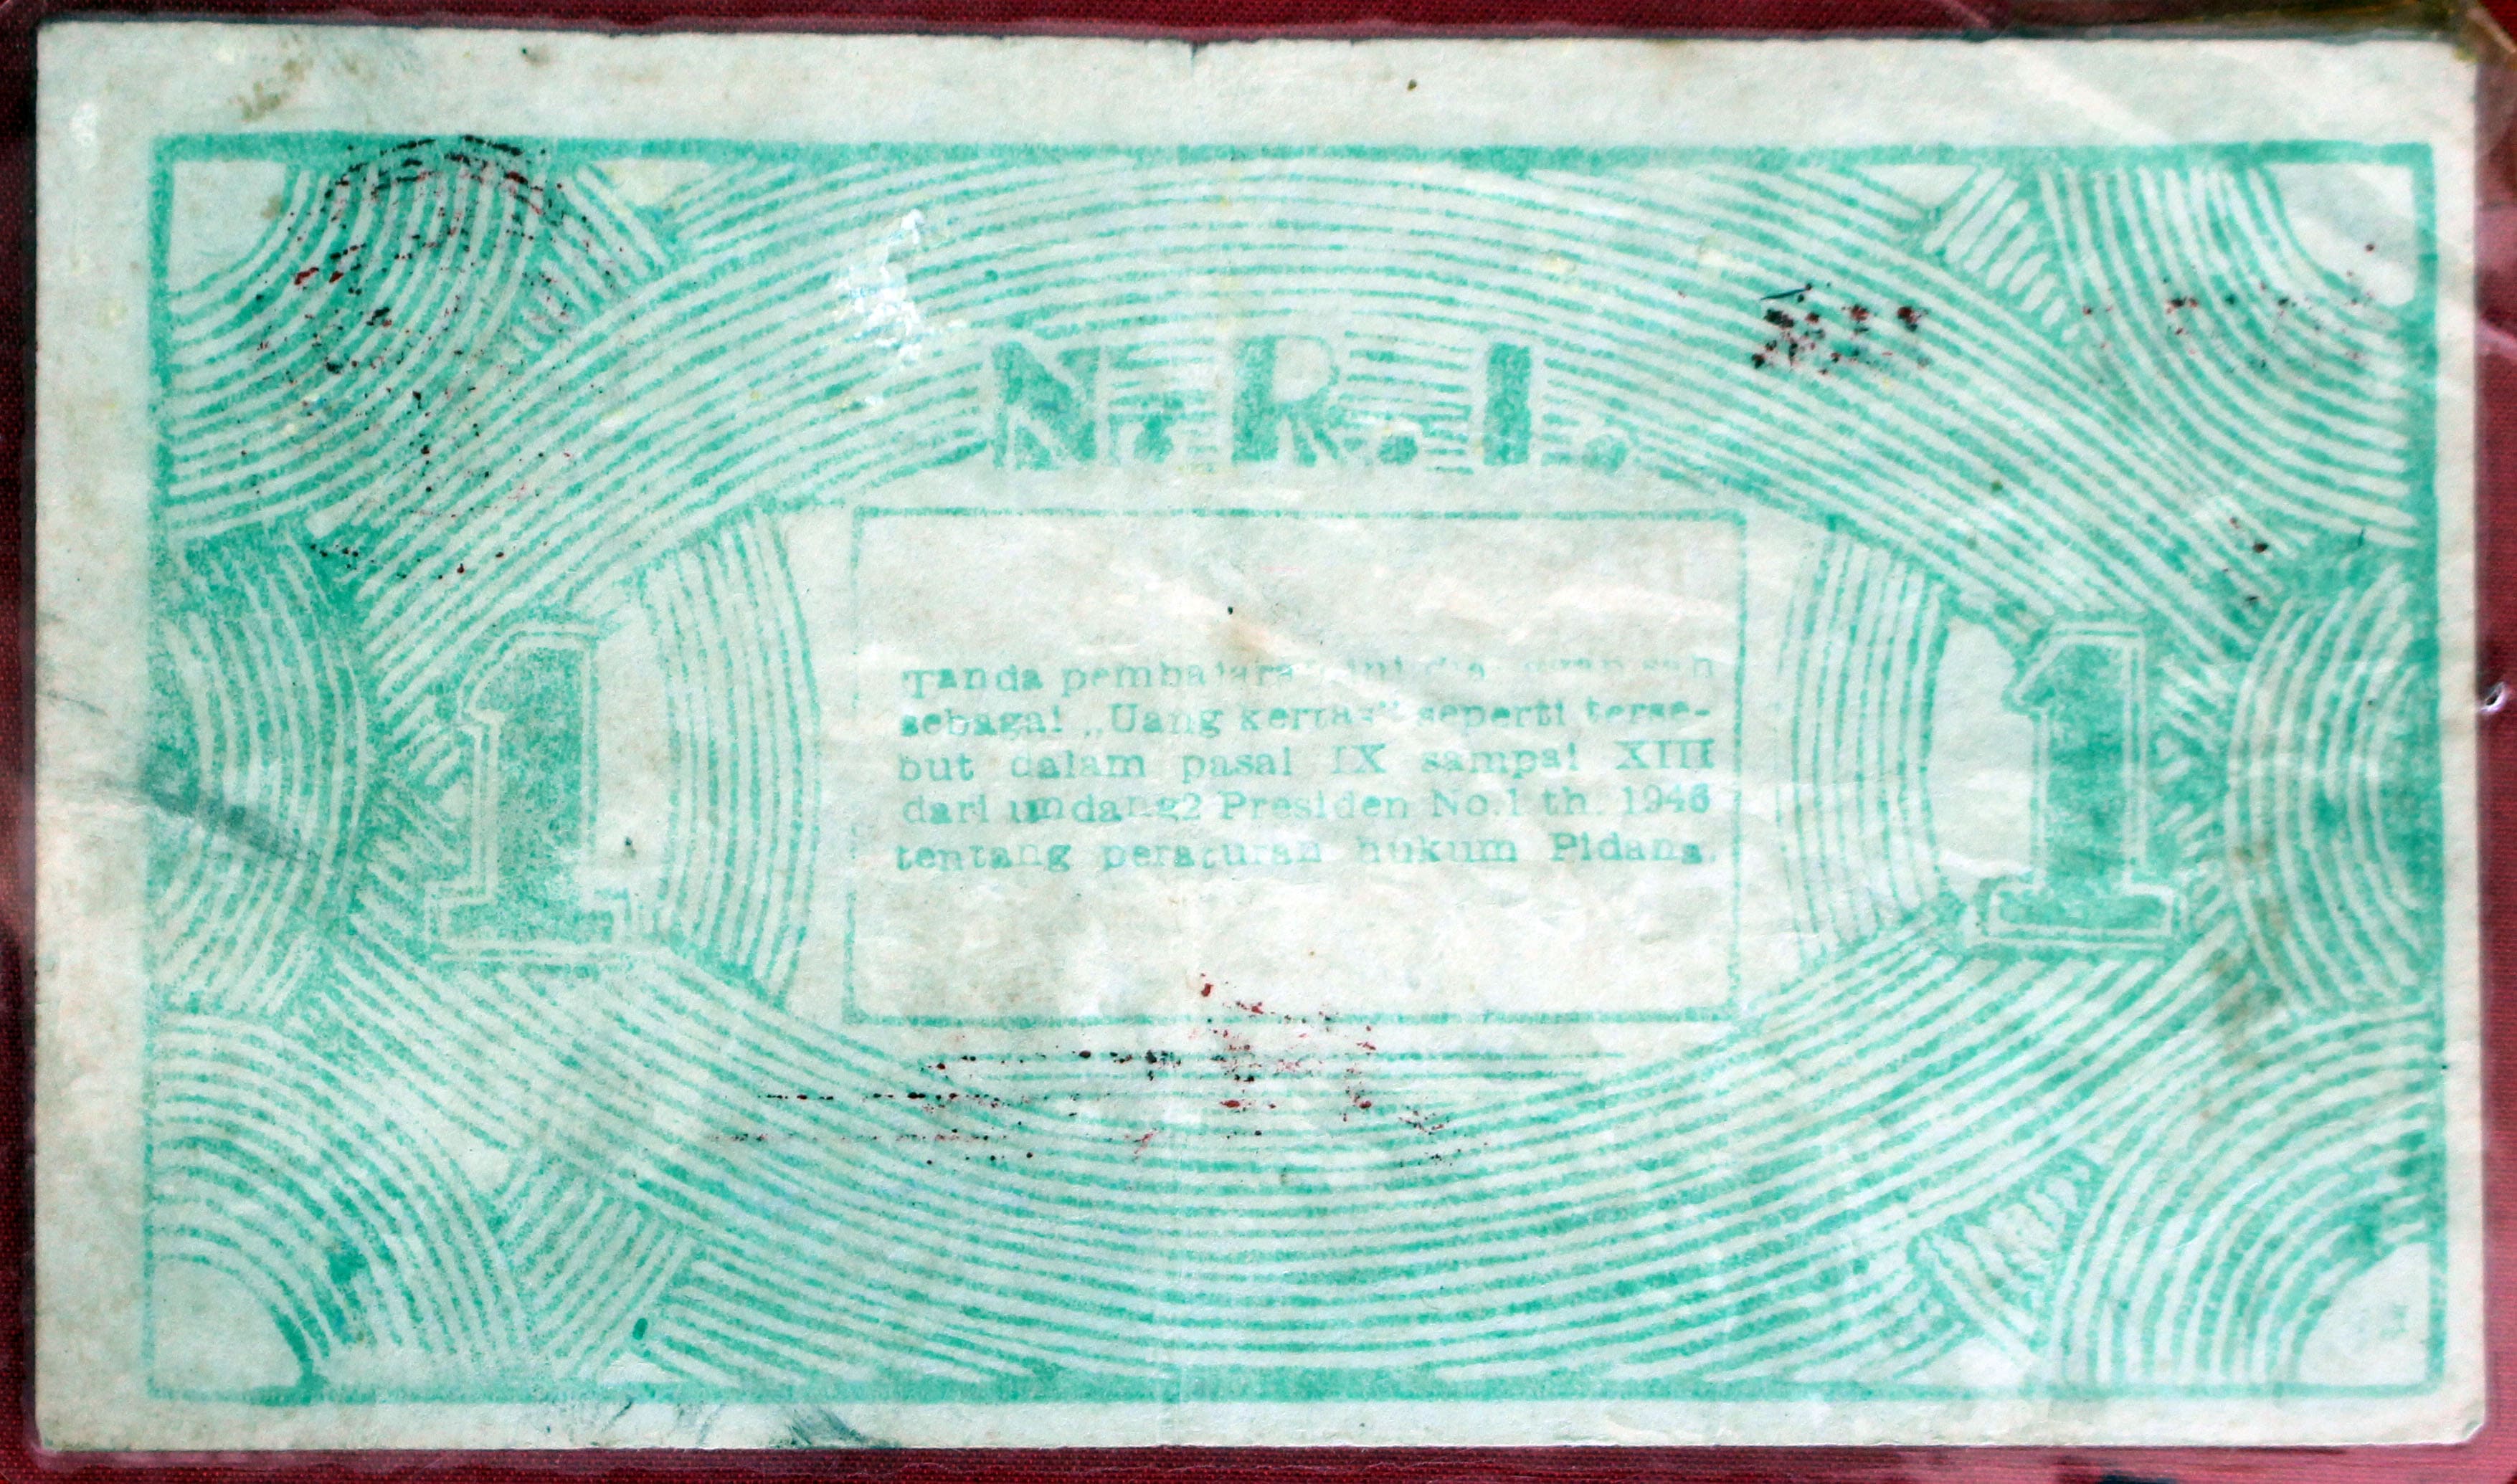 N. R. I.
Tanda pembajaran ini
sebagai „Uang kertas” seperti terse-
but dalam pasal IX sampai XIII
dari undang2 Presiden No.1 th. 1946
tentang peraturan hukum Pidana.
1
1